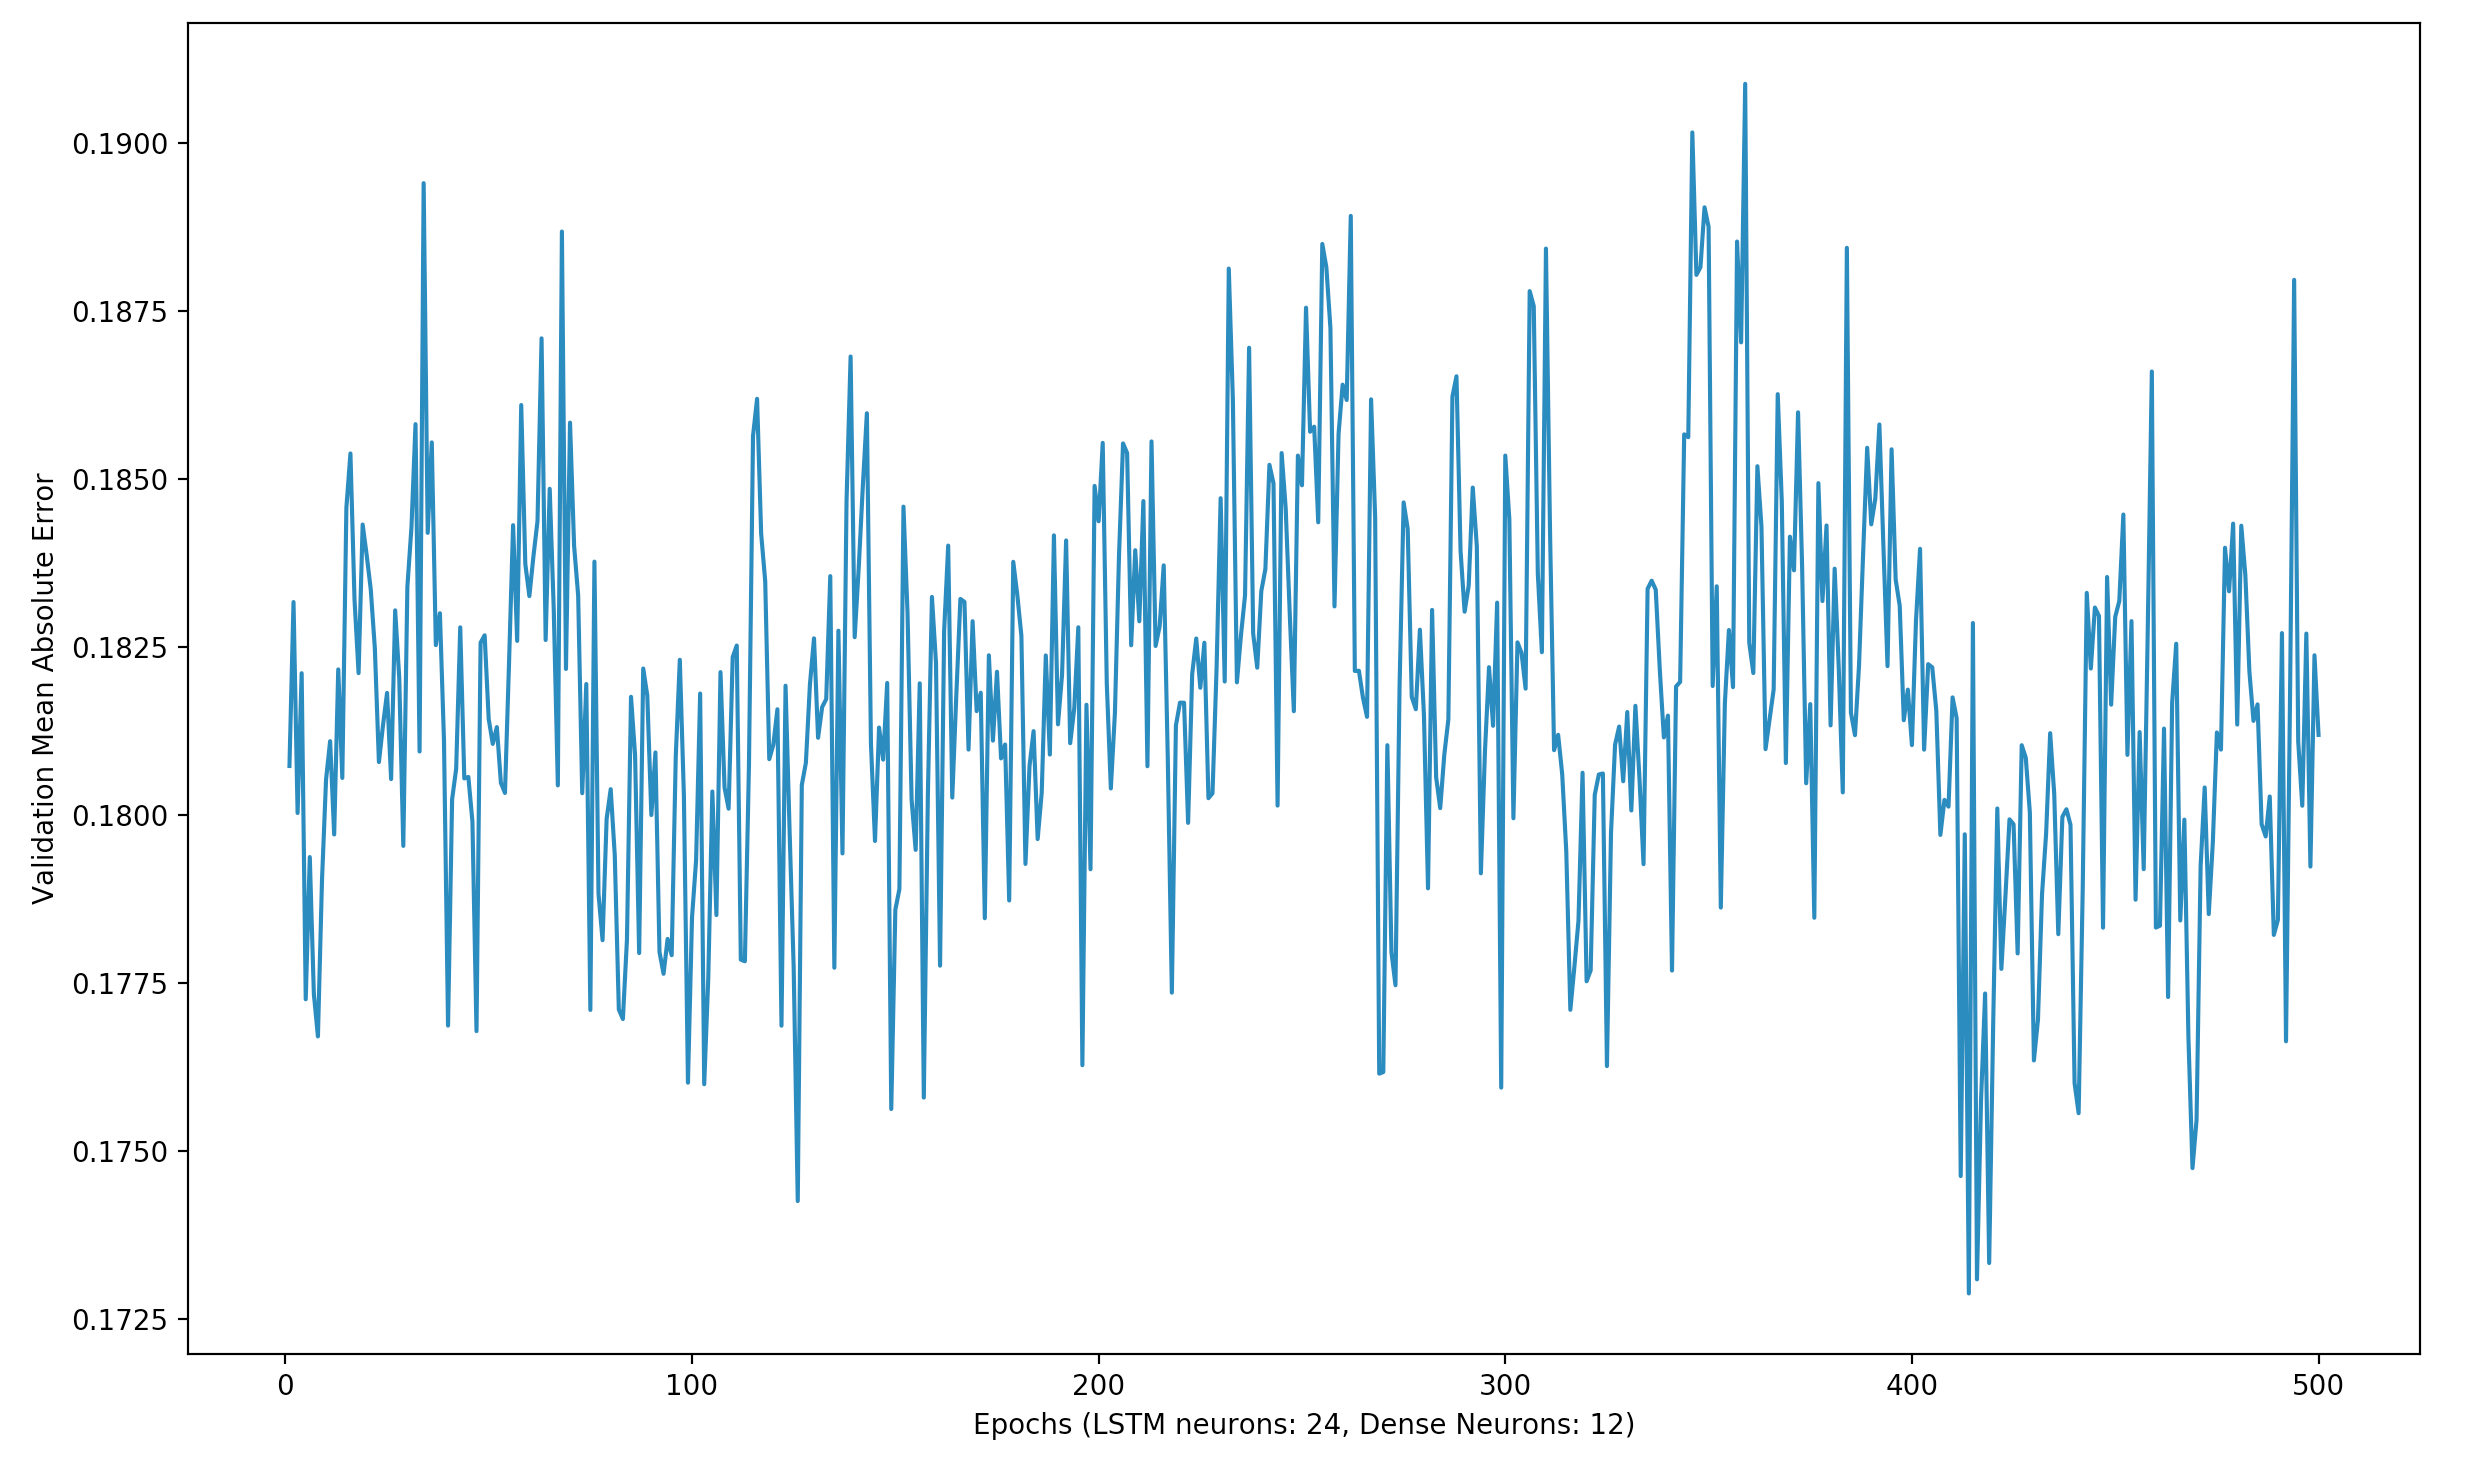 0.1900
0.1875
0.1850
0.1825
0.1800
0.1775
0.1750
0.1725
Validation Mean Absolute Error
0 100 200 300 400 500
Epochs (LSTM neurons: 24, Dense Neurons: 12)